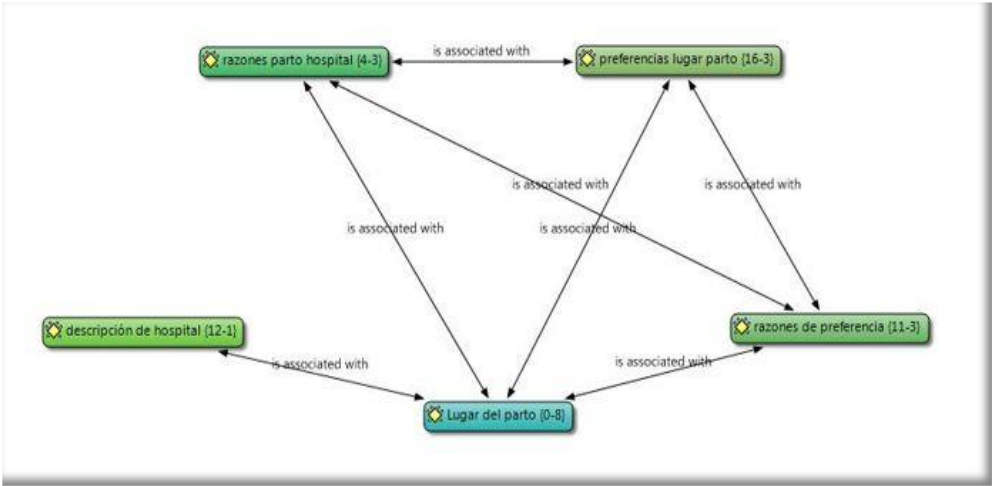 is associated with
razones parto hospital {4-3}
preferencias lugar parto {16-3}
is associated with
is associated with
is associated with
is associated with
descripción de hospital {12-1}
razones de preferencia {11-3}
is associated with
is associated with
Lugar del parto {0-8}